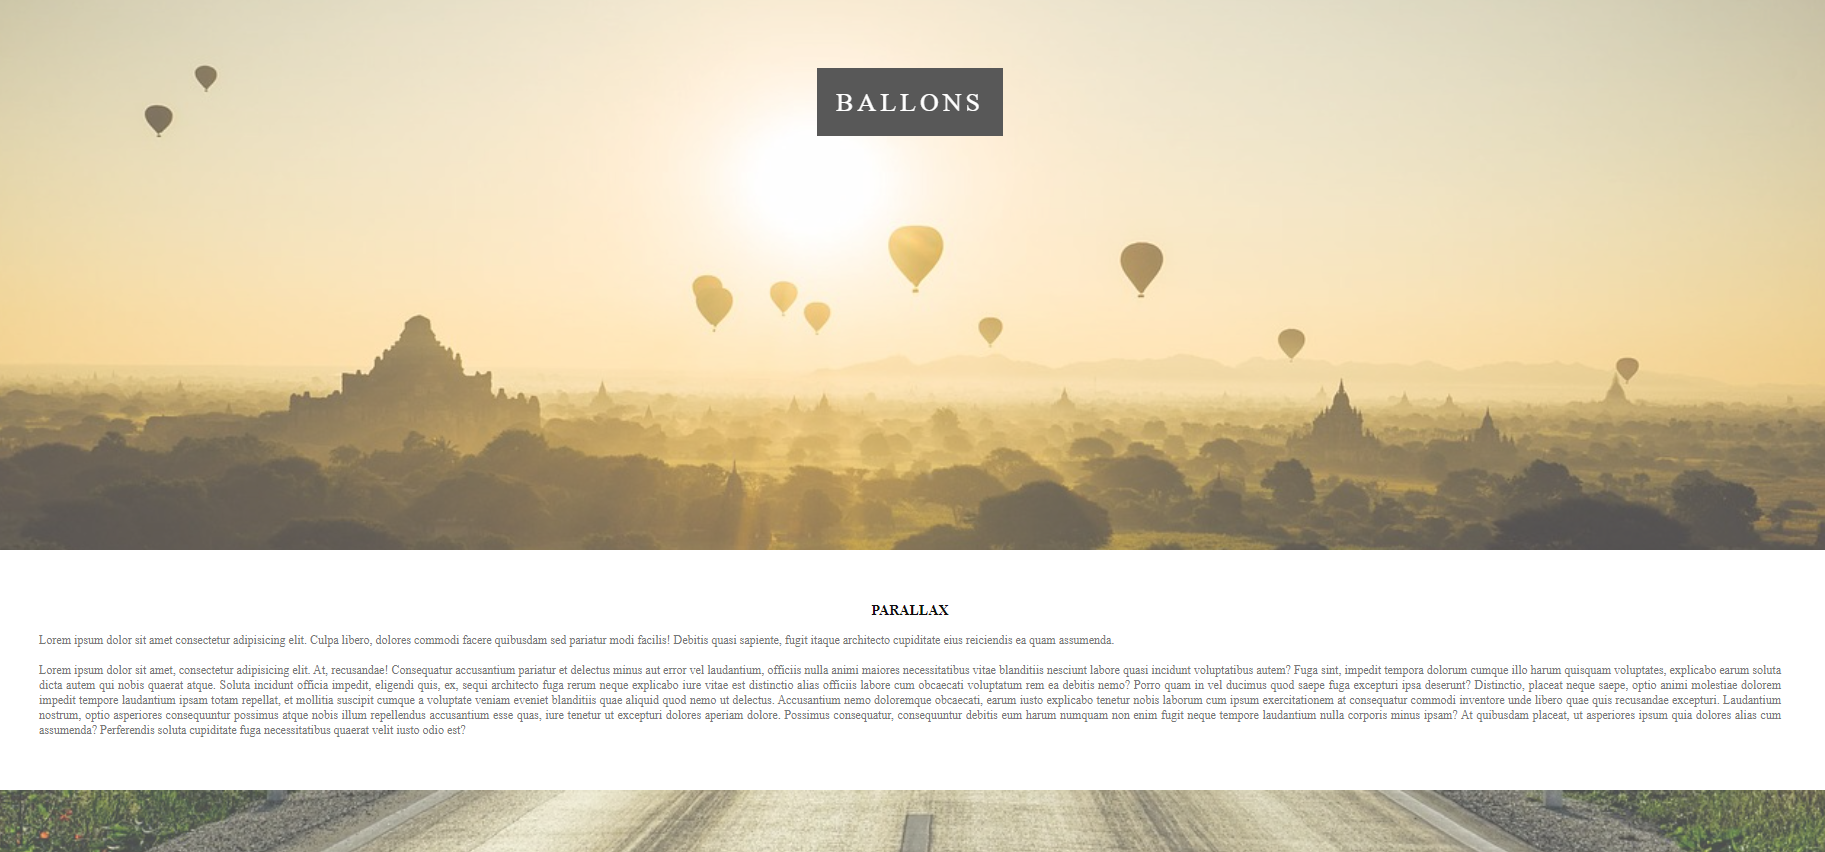 BALLONS
PARALLAX
Lorem ipsum dolor sit amet consectetur adipisicing elit. Culpa libero, dolores commodi facere quibusdam sed pariatur modi facilis! Debitis quasi sapiente, fugit itaque architecto cupiditate eius reiciendis ea quam assumenda.
Lorem ipsum dolor sit amet, consectetur adipisicing elit. At, recusandae! Consequatur accusantium pariatur et delectus minus aut error vel laudantium, officiis nulla animi maiores necessitatibus vitae blanditiis nesciunt labore quasi incidunt voluptatibus autem? Fuga sint, impedit tempora dolorum cumque illo harum quisquam voluptates, explicabo earum soluta
dicta autem qui nobis quaerat atque. Soluta incidunt officia impedit, eligendi quis, ex, sequi architecto fuga rerum neque explicabo iure vitae est distinctio alias officiis labore cum obcaecati voluptatum rem ea debitis nemo? Porro quam in vel ducimus quod saepe fuga excepturi ipsa deserunt? Distinctio, placeat neque saepe, optio animi molestiae dolorem
impedit tempore laudantium ipsam totam repellat, et mollitia suscipit cumque a voluptate veniam eveniet blanditiis quae aliquid quod nemo ut delectus. Accusantium nemo doloremque obcaecati, earum iusto explicabo tenetur nobis laborum cum ipsum exercitationem at consequatur commodi inventore unde libero quae quis recusandae excepturi. Laudantium
nostrum, optio asperiores consequuntur possimus atque nobis illum repellendus accusantium esse quas, iure tenetur ut excepturi dolores aperiam dolore. Possimus consequatur, consequuntur debitis eum harum numquam non enim fugit neque tempore laudantium nulla corporis minus ipsam? At quibusdam placeat, ut asperiores ipsum quia dolores alias cum
assumenda? Perferendis soluta cupiditate fuga necessitatibus quaerat velit iusto odio est?